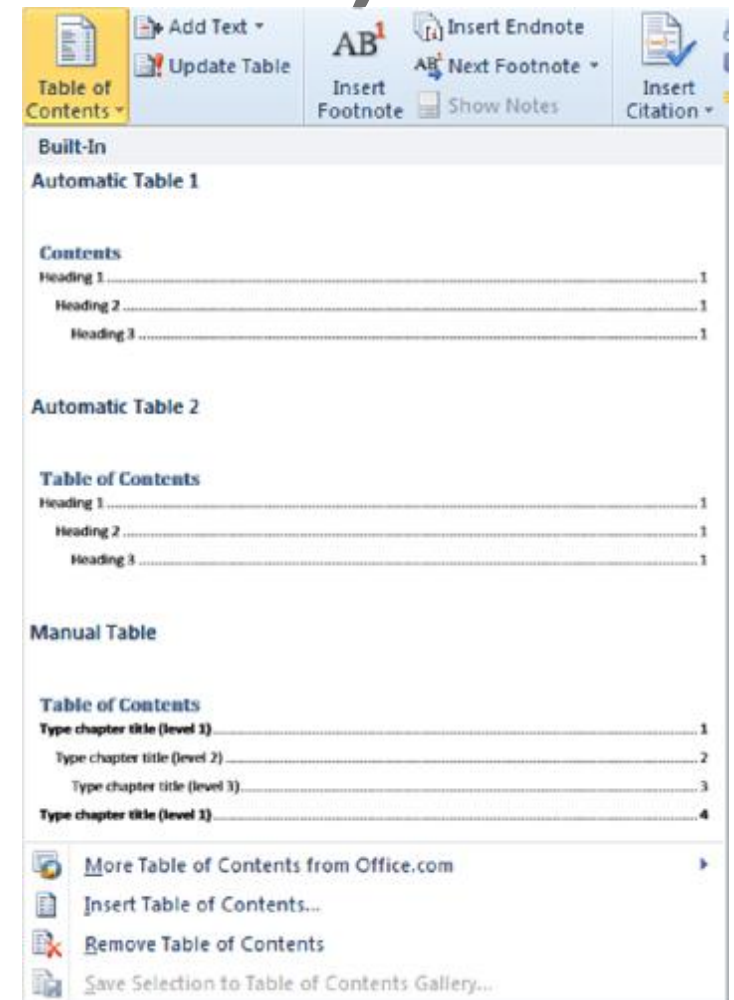 Add Text
Update Table
Table of
Contents
AB1
Insert
Footnote
Insert Endnote
AB1 Next Footnote
Show Notes
Insert
Citation
Built-In
Automatic Table 1
Contents
Heading 1 1
Heading 2 1
Heading 3 1
Automatic Table 2
Table of Contents
Heading 1 1
Heading 2 1
Heading 3 1
Manual Table
Table of Contents
Type chapter title (level 1) 1
Type chapter title (level 2) 2
Type chapter title (level 3) 3
Type chapter title (level 1) 4
More Table of Contents from Office.com
Insert Table of Contents...
Remove Table of Contents
Save Selection to Table of Contents Gallery...